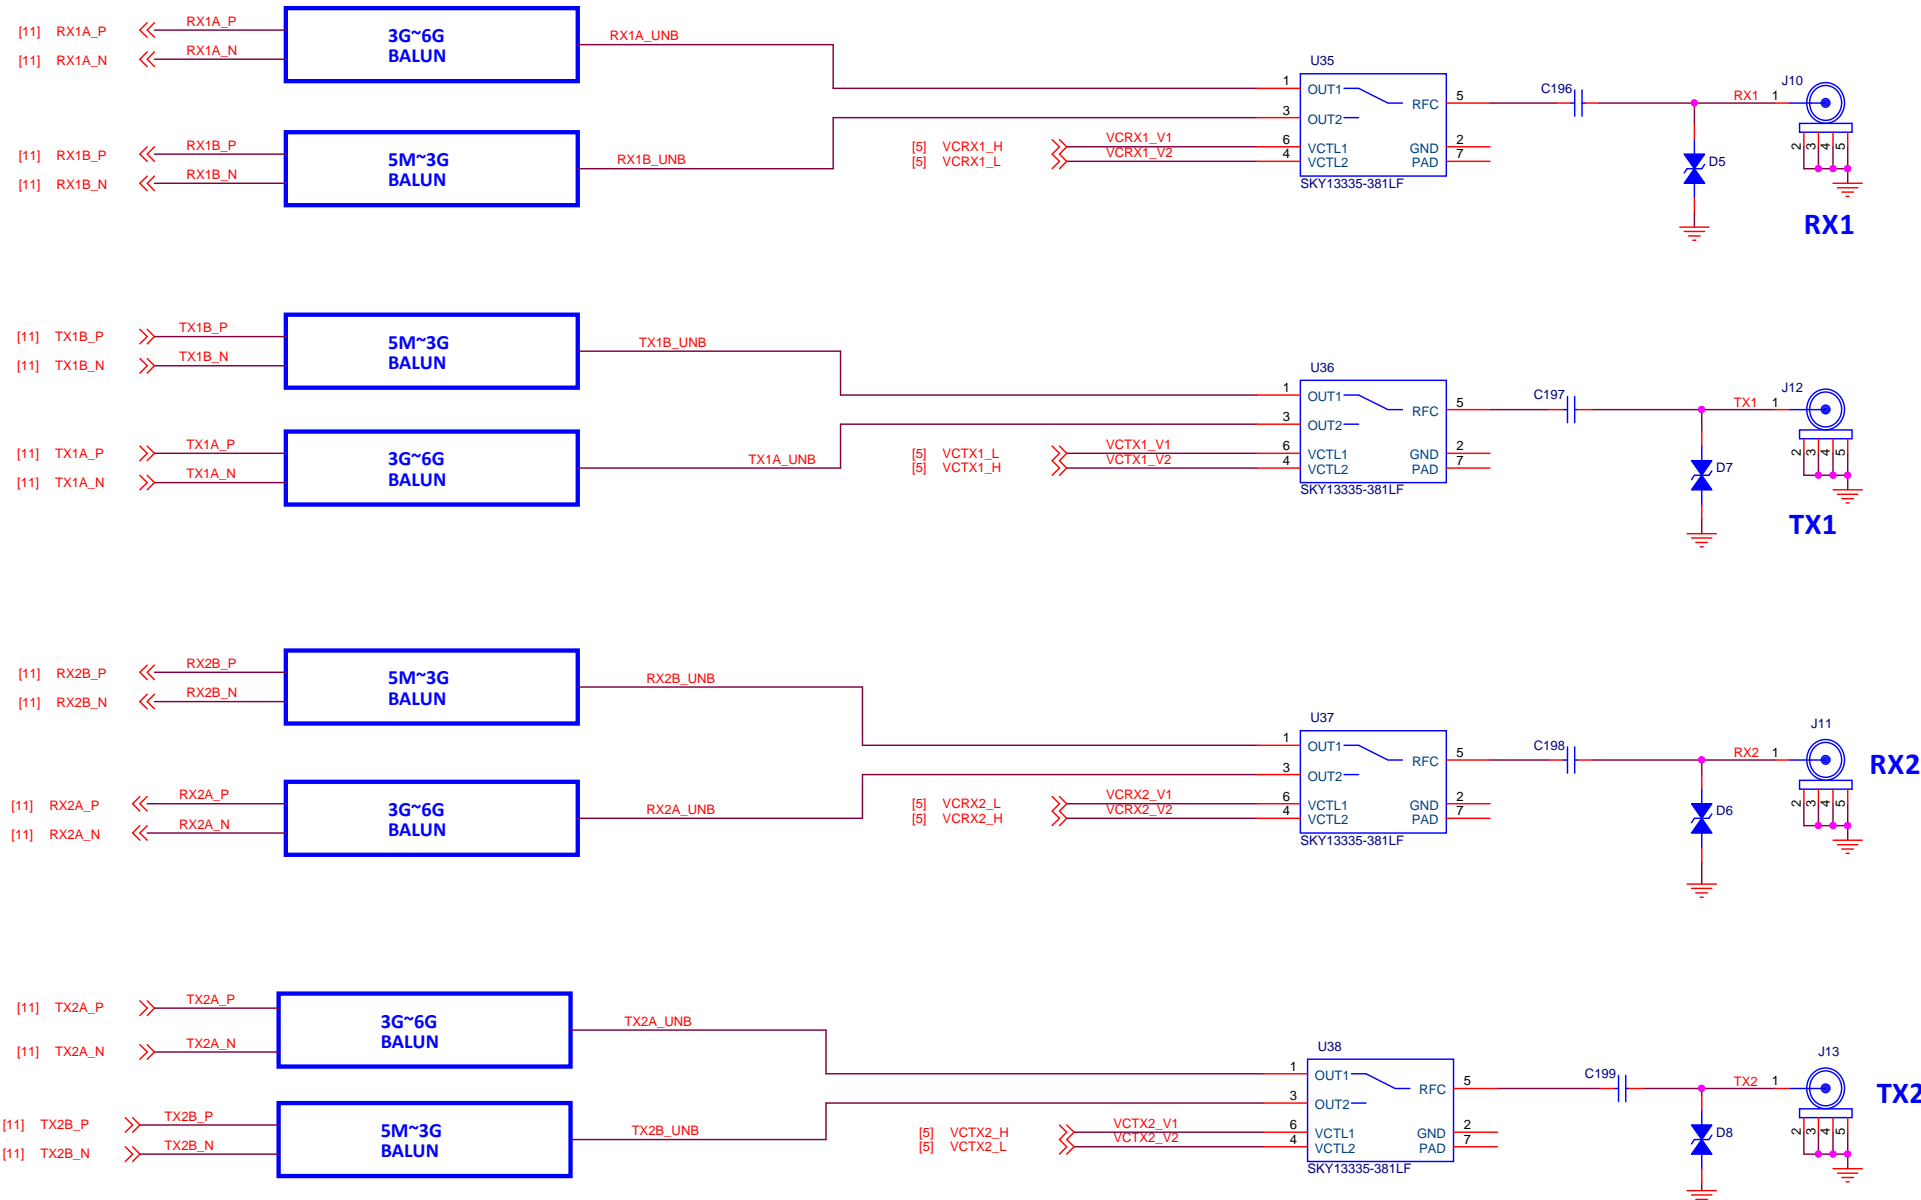 [11] RX1A_P RX1A_P
[11] RX1A_N RX1A_N
3G~6G
BALUN
RX1A_UNB
[11] RX1B_P RX1B_P
[11] RX1B_N RX1B_N
5M~3G
BALUN
RX1B_UNB
[5] VCRX1_H VCRX1_V1
[5] VCRX1_L VCRX1_V2
U35
1 OUT1
3 OUT2
6 VCTL1
4 VCTL2
RFC 5
GND 2
PAD 7
SKY13335-381LF
C196
D5
RX1 1
J10
2 3 4 5
RX1
[11] TX1B_P TX1B_P
[11] TX1B_N TX1B_N
5M~3G
BALUN
TX1B_UNB
[11] TX1A_P TX1A_P
[11] TX1A_N TX1A_N
3G~6G
BALUN
TX1A_UNB
[5] VCTX1_L VCTX1_V1
[5] VCTX1_H VCTX1_V2
U36
1 OUT1
3 OUT2
6 VCTL1
4 VCTL2
RFC 5
GND 2
PAD 7
SKY13335-381LF
C197
D7
TX1 1
J12
2 3 4 5
TX1
[11] RX2B_P RX2B_P
[11] RX2B_N RX2B_N
5M~3G
BALUN
RX2B_UNB
[11] RX2A_P RX2A_P
[11] RX2A_N RX2A_N
3G~6G
BALUN
RX2A_UNB
[5] VCRX2_L VCRX2_V1
[5] VCRX2_H VCRX2_V2
U37
1 OUT1
3 OUT2
6 VCTL1
4 VCTL2
RFC 5
GND 2
PAD 7
SKY13335-381LF
C198
D6
RX2 1
J11
2 3 4 5
RX2
[11] TX2A_P TX2A_P
[11] TX2A_N TX2A_N
3G~6G
BALUN
TX2A_UNB
[11] TX2B_P TX2B_P
[11] TX2B_N TX2B_N
5M~3G
BALUN
TX2B_UNB
[5] VCTX2_H VCTX2_V1
[5] VCTX2_L VCTX2_V2
U38
1 OUT1
3 OUT2
6 VCTL1
4 VCTL2
RFC 5
GND 2
PAD 7
SKY13335-381LF
C199
D8
TX2 1
J13
2 3 4 5
TX2